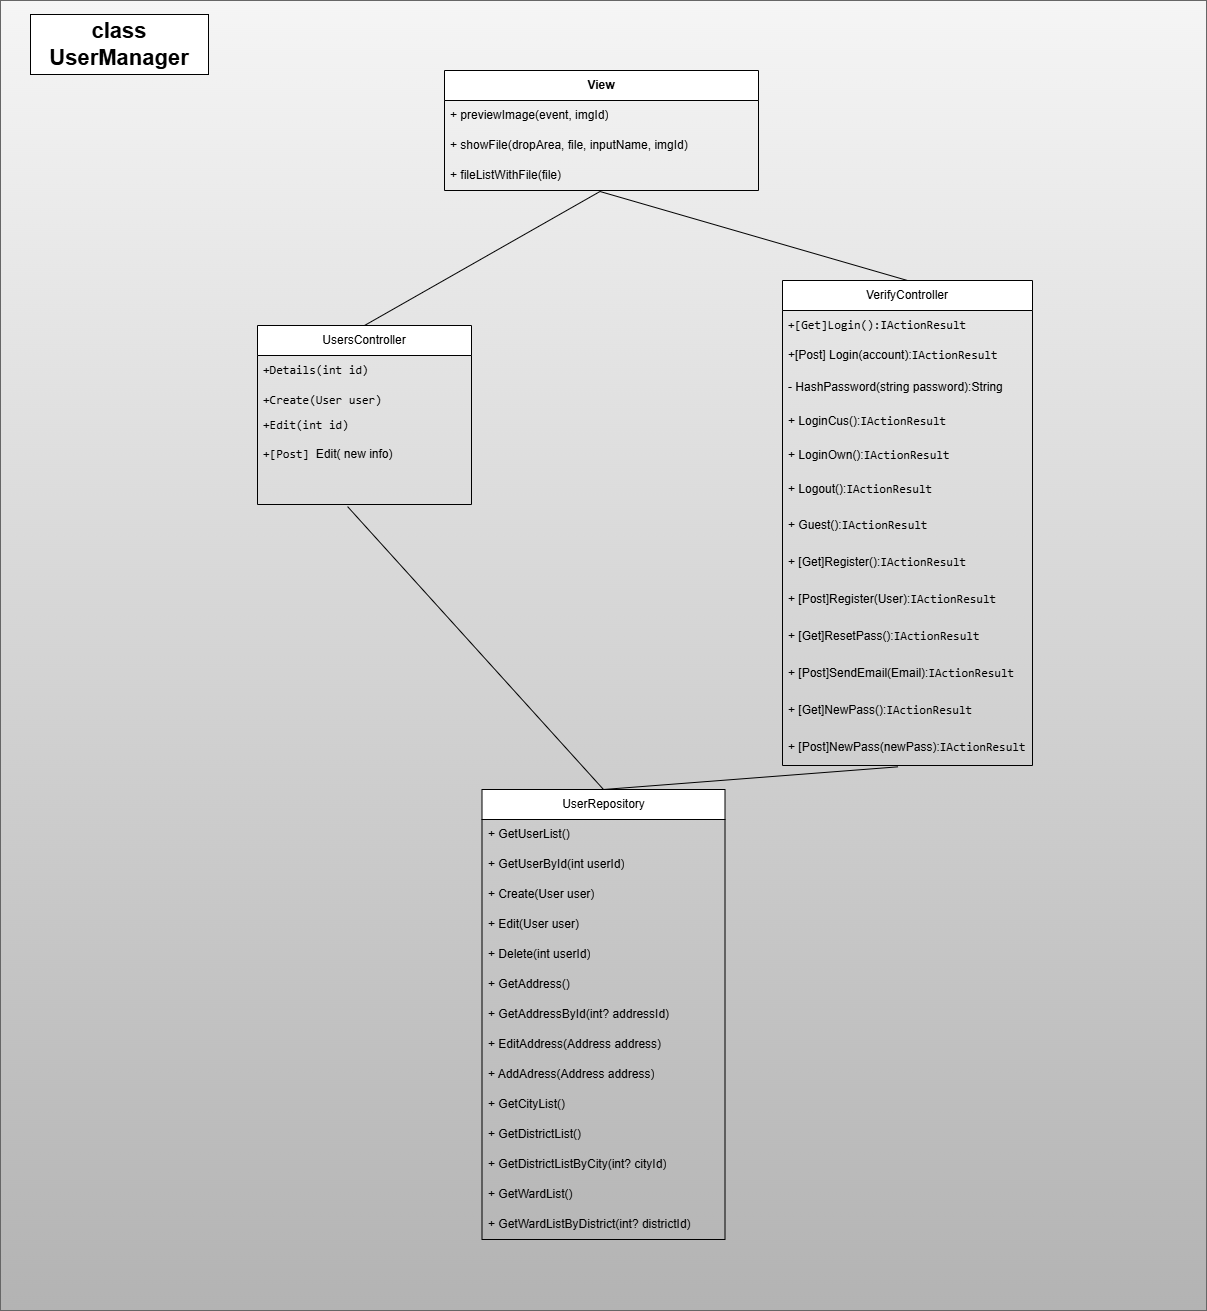 class
UserManager
View
+ previewImage(event, imgId)
+ showFile(dropArea, file, inputName, imgId)
+ fileListWithFile(file)
UsersController
+Details(int id)
+Create(User user)
+Edit(int id)
+[Post] Edit( new info)
VerifyController
+[Get]Login():IActionResult
+[Post] Login(account):IActionResult
- HashPassword(string password):String
+ LoginCus():IActionResult
+ LoginOwn():IActionResult
+ Logout():IActionResult
+ Guest():IActionResult
+ [Get]Register():IActionResult
+ [Post]Register(User):IActionResult
+ [Get]ResetPass():IActionResult
+ [Post]SendEmail(Email):IActionResult
+ [Get]NewPass():IActionResult
+ [Post]NewPass(newPass):IActionResult
UserRepository
+ GetUserList()
+ GetUserById(int userId)
+ Create(User user)
+ Edit(User user)
+ Delete(int userId)
+ GetAddress()
+ GetAddressById(int? addressId)
+ EditAddress(Address address)
+ AddAdress(Address address)
+ GetCityList()
+ GetDistrictList()
+ GetDistrictListByCity(int? cityId)
+ GetWardList()
+ GetWardListByDistrict(int? districtId)